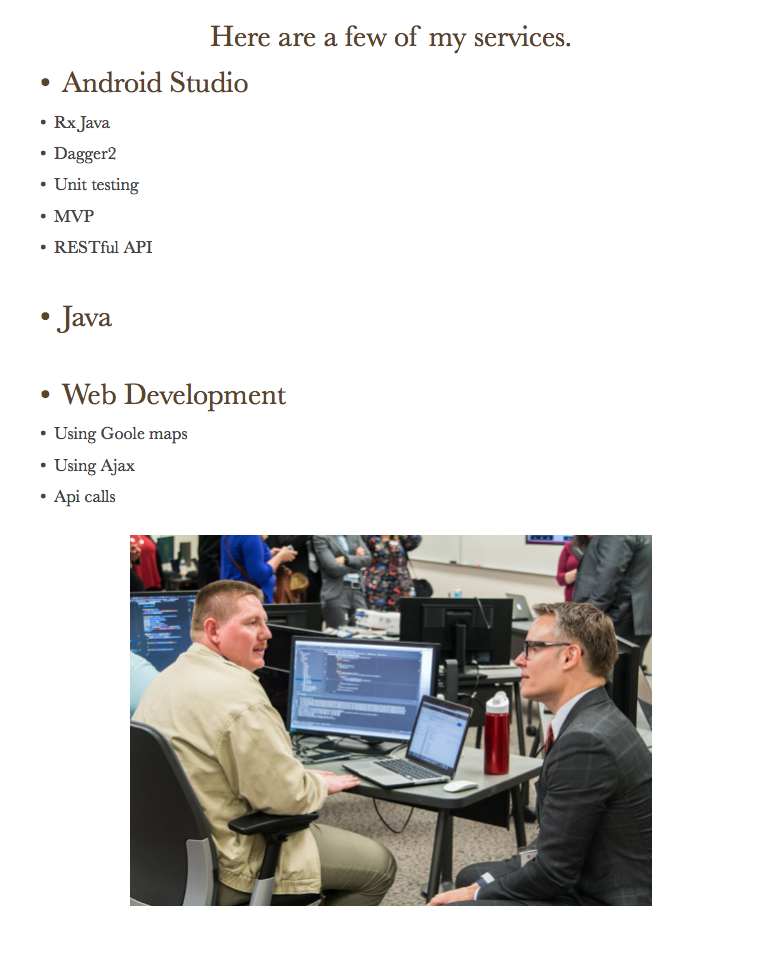 Here are a few of my services.
• Android Studio
• Rx Java
• Dagger2
• Unit testing
• MVP
• RESTful API
• Java
• Web Development
• Using Goole maps
• Using Ajax
• Api calls